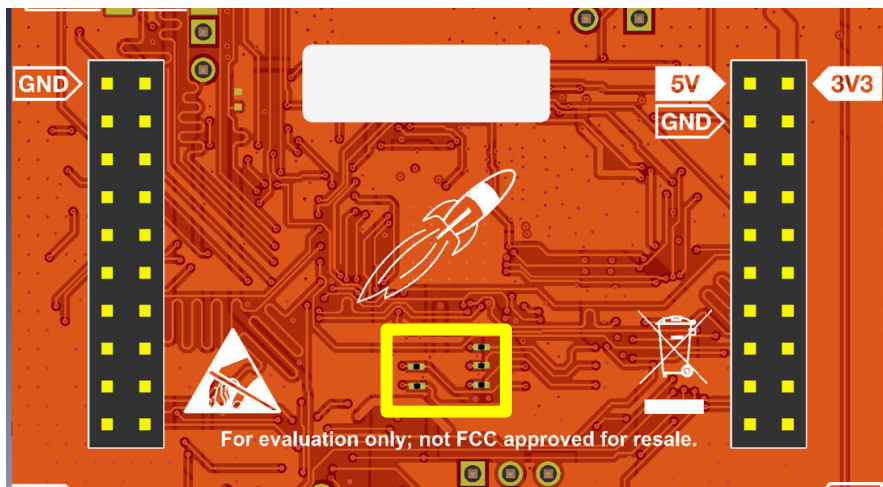 GND
5V
3V3
GND
For evaluation only; not FCC approved for resale.